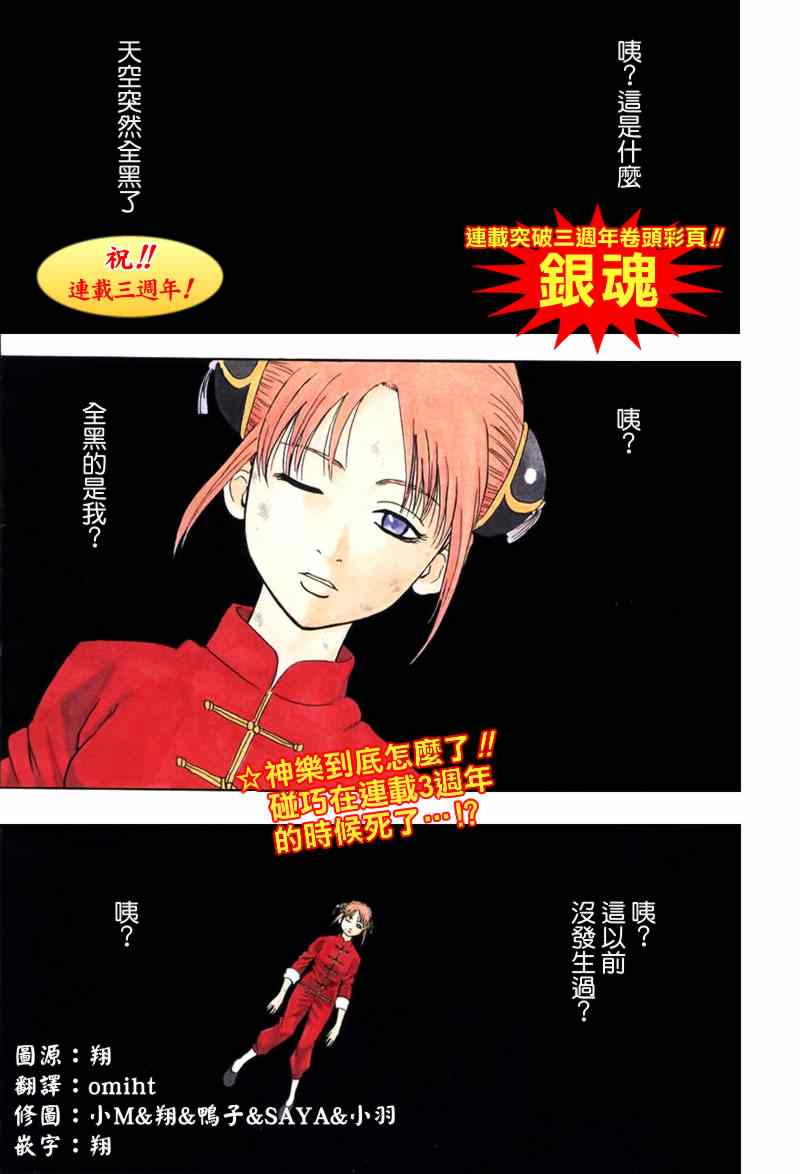 咦？這是什麼
天空突然全黑了
連載突破三週年卷頭彩頁!!
銀魂
祝!!
連載三週年！
咦？
全黑的是我？
☆神樂到底怎麼了!!
碰巧在連載3週年
的時候死了…!?
咦？
這以前
沒發生過？
咦？
圖源：翔
翻譯：omiht
修圖：小M&翔&鴨子&SAYA&小羽
嵌字：翔